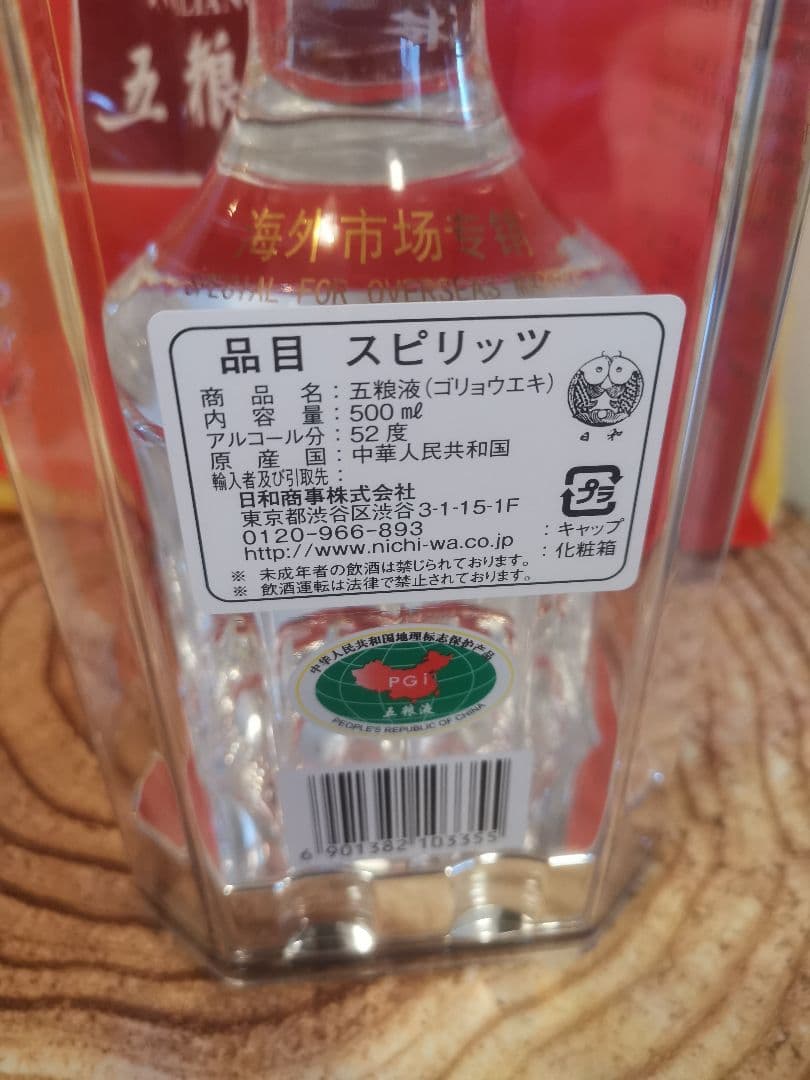 五粮
海外市场专销
SPECIAL FOR OVERSEAS
品目 スピリッツ
商品名：五粮液（ゴリョウエキ）
内容量：500㎖
アルコール分：52度
原産国：中華人民共和国
輸入者及び引取先：
日和商事株式会社
東京都渋谷区渋谷3-1-15-1F
0120-966-893
http://www.nichi-wa.co.jp
※ 未成年者の飲酒は禁じられております。
※ 飲酒運転は法律で禁止されております。
日和
プラ
：キャップ
：化粧箱
中华人民共和国地理标志保护产品
PGI
五粮液
PEOPLE'S REPUBLIC OF CHINA
6 901382 103355